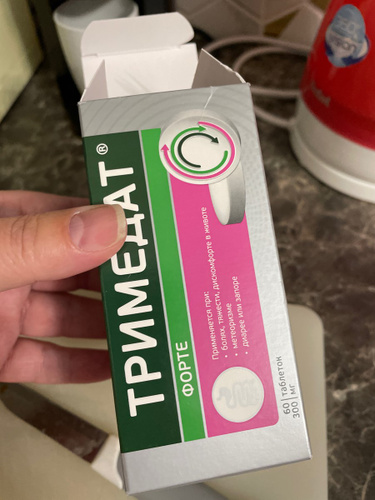 ТРИМЕДАТ®
ФОРТЕ
Применяется при:
• болях, тяжести, дискомфорте в животе
• метеоризме
• диарее или запоре
60 таблеток
300 мг